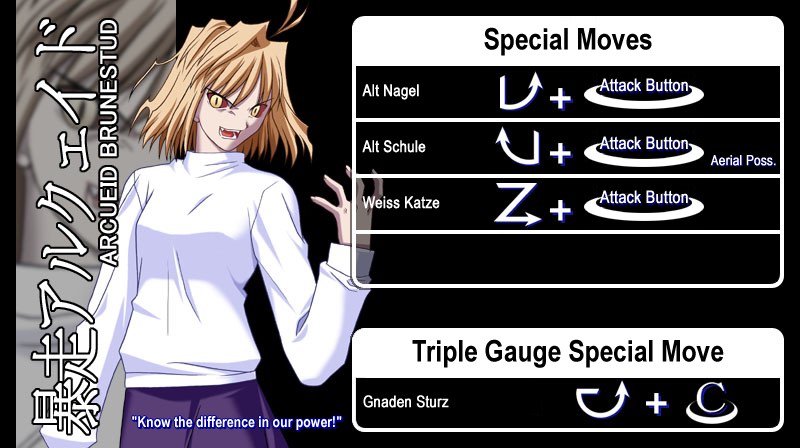 暴走アルクェイド
ARCUEID BRUNESTUD
"Know the difference in our power!"
Special Moves
Alt Nagel + Attack Button
Alt Schule + Attack Button Aerial Poss.
Weiss Katze + Attack Button
Triple Gauge Special Move
Gnaden Sturz + C